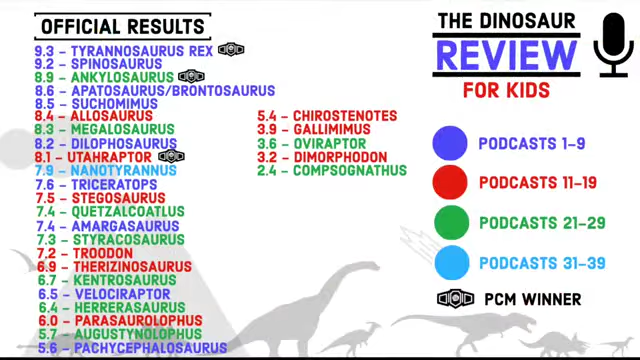 OFFICIAL RESULTS
9.3 – TYRANNOSAURUS REX
9.2 – SPINOSAURUS
8.9 – ANKYLOSAURUS
8.6 – APATOSAURUS/BRONTOSAURUS
8.5 – SUCHOMIMUS
8.4 – ALLOSAURUS
8.3 – MEGALOSAURUS
8.2 – DILOPHOSAURUS
8.1 – UTAHRAPTOR
7.9 – NANOTYRANNUS
7.6 – TRICERATOPS
7.5 – STEGOSAURUS
7.4 – QUETZALCOATLUS
7.4 – AMARGASAURUS
7.3 – STYRACOSAURUS
7.2 – TROODON
6.9 – THERIZINOSAURUS
6.7 – KENTROSAURUS
6.5 – VELOCIRAPTOR
6.4 – HERRERASAURUS
6.0 – PARASAUROLOPHUS
5.7 – AUGUSTYNOLOPHUS
5.6 – PACHYCEPHALOSAURUS
5.4 – CHIROSTENOTES
3.9 – GALLIMIMUS
3.6 – OVIRAPTOR
3.2 – DIMORPHODON
2.4 – COMPSOGNATHUS
THE DINOSAUR
REVIEW
FOR KIDS
PODCASTS 1–9
PODCASTS 11–19
PODCASTS 21–29
PODCASTS 31–39
PCM WINNER